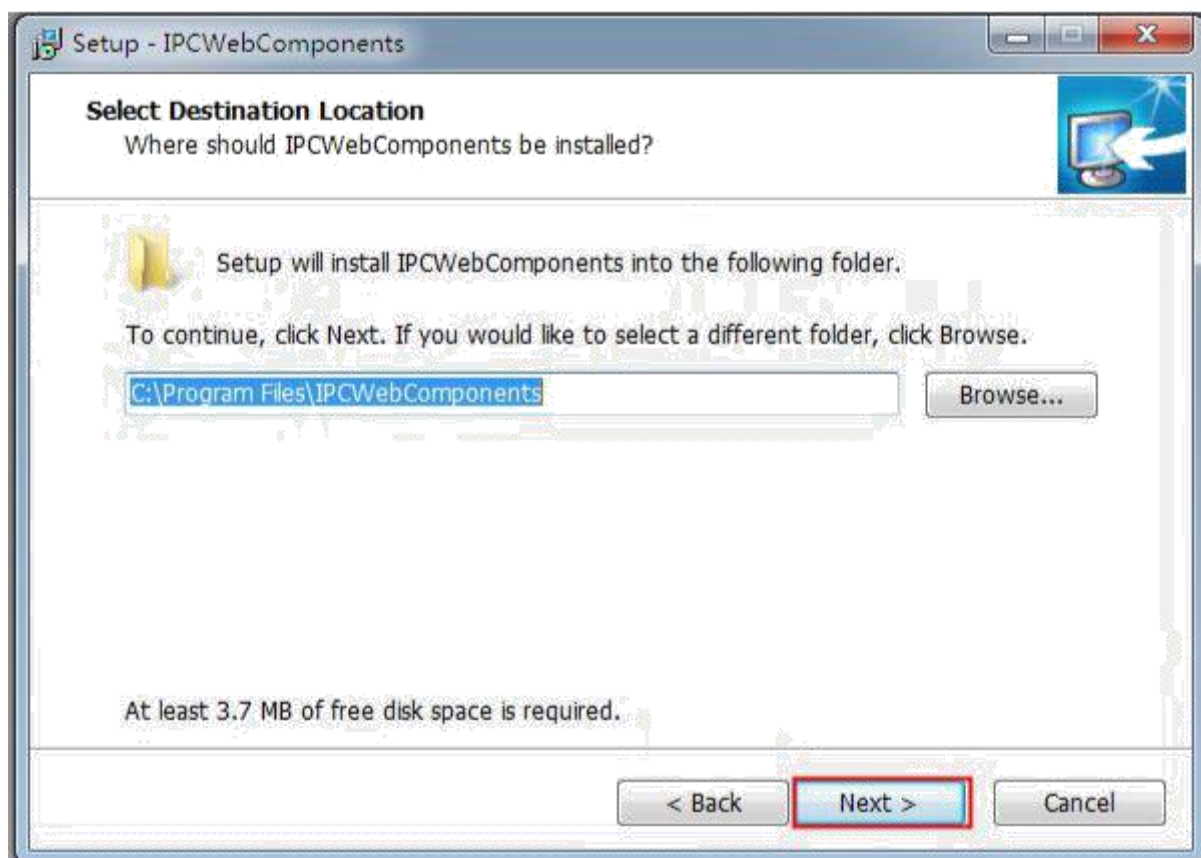 Setup - IPCWebComponents
Select Destination Location
Where should IPCWebComponents be installed?
Setup will install IPCWebComponents into the following folder.
To continue, click Next. If you would like to select a different folder, click Browse.
C:\Program Files\IPCWebComponents
Browse...
At least 3.7 MB of free disk space is required.
< Back
Next >
Cancel